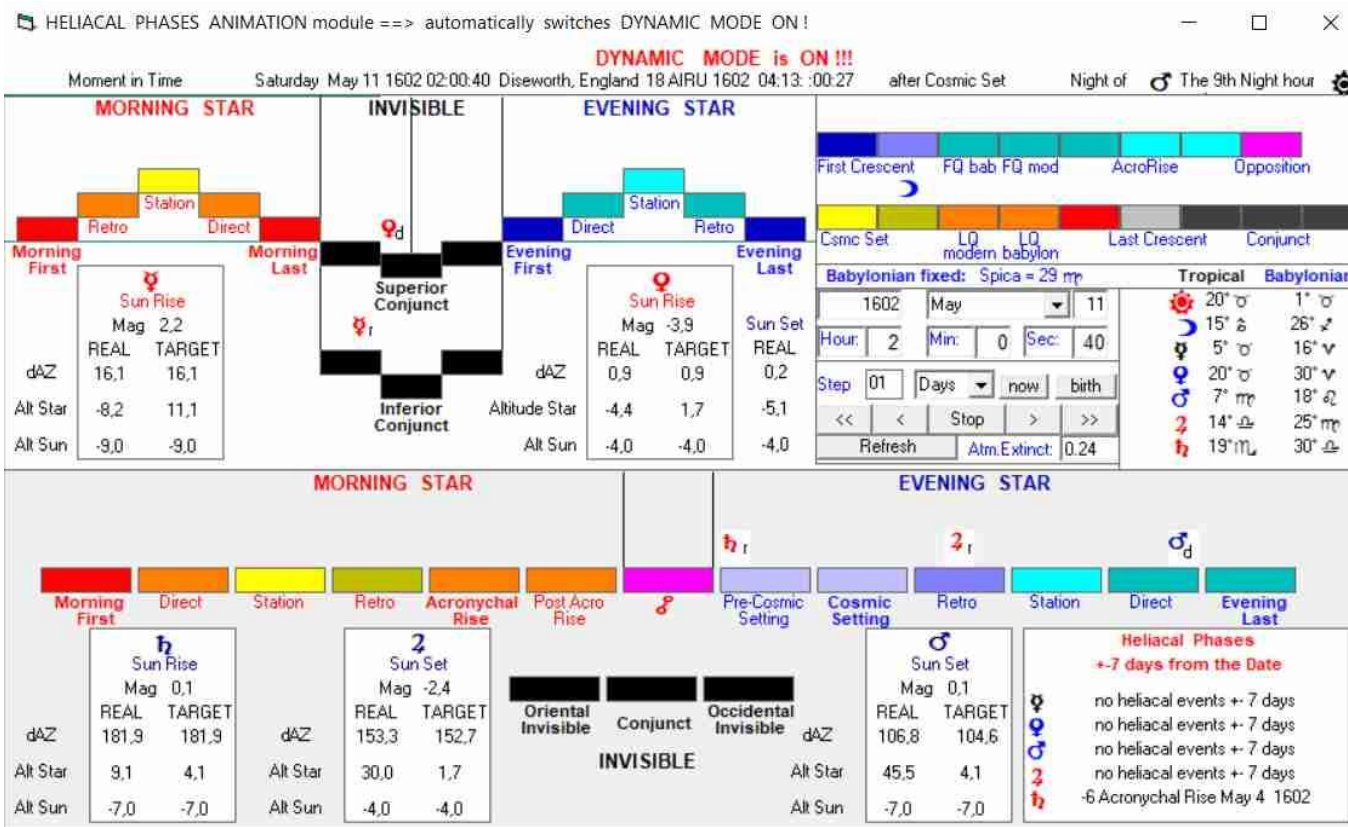 HELIACAL PHASES ANIMATION module ==> automatically switches DYNAMIC MODE ON !
DYNAMIC MODE is ON !!!
Moment in Time Saturday May 11 1602 02:00:40 Diseworth, England 18 AIRU 1602 04:13: :00:27 after Cosmic Set Night of ♂ The 9th Night hour
MORNING STAR INVISIBLE EVENING STAR
Station
Retro Direct
Morning First
Morning Last
♀d
Superior Conjunct
☿r
Inferior Conjunct
Station
Direct Retro
Evening First
Evening Last
☿
Sun Rise
Mag 2,2
REAL TARGET
dAZ 16,1 16,1
Alt Star -8,2 11,1
Alt Sun -9,0 -9,0
♀
Sun Rise
Mag -3,9 Sun Set
REAL TARGET REAL
dAZ 0,9 0,9 0,2
Altitude Star -4,4 1,7 -5,1
Alt Sun -4,0 -4,0 -4,0
First Crescent FQ bab FQ mod AcroRise Opposition
Csmc Set LQ modern LQ babylon Last Crescent Conjunct
Babylonian fixed: Spica = 29 ♍
1602 May 11
Hour: 2 Min: 0 Sec: 40
Step 01 Days now birth
<< < Stop > >>
Refresh Atm.Extinct: 0.24
Tropical Babylonian
☉ 20° ♉ 1° ♉
☽ 15° ♑ 26° ♐
☿ 5° ♉ 16° ♈
♀ 20° ♉ 30° ♈
♂ 7° ♍ 18° ♌
♃ 14° ♎ 25° ♍
♄ 19° ♏ 30° ♎
MORNING STAR EVENING STAR
♄ r ♃ r ♂d
Morning First
Direct
Station
Retro
Acronychal Rise
Post Acro Rise
☍
Pre-Cosmic Setting
Cosmic Setting
Retro
Station
Direct
Evening Last
♄
Sun Rise
Mag 0,1
REAL TARGET
dAZ 181,9 181,9
Alt Star 9,1 4,1
Alt Sun -7,0 -7,0
♃
Sun Set
Mag -2,4
REAL TARGET
dAZ 153,3 152,7
Alt Star 30,0 1,7
Alt Sun -4,0 -4,0
Oriental Invisible
Conjunct
Occidental Invisible
INVISIBLE
♂
Sun Set
Mag 0,1
REAL TARGET
dAZ 106,8 104,6
Alt Star 45,5 4,1
Alt Sun -7,0 -7,0
Heliacal Phases
+-7 days from the Date
☿ no heliacal events +- 7 days
♀ no heliacal events +- 7 days
♂ no heliacal events +- 7 days
♃ no heliacal events +- 7 days
♄ -6 Acronychal Rise May 4 1602